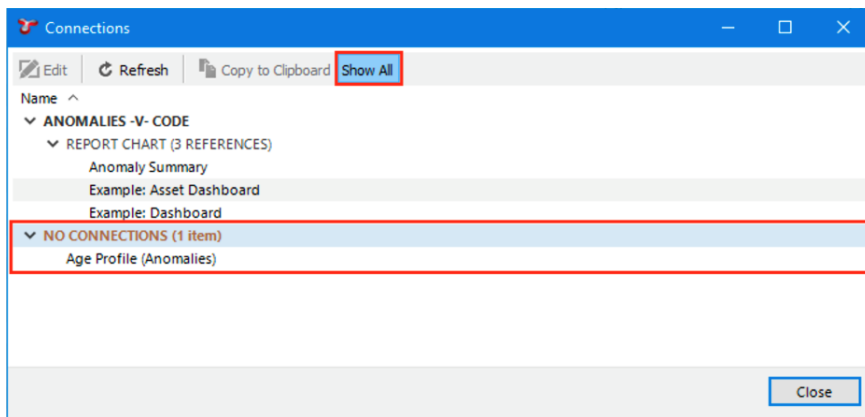 Connections
Edit Refresh Copy to Clipboard Show All
Name
ANOMALIES -V- CODE
REPORT CHART (3 REFERENCES)
Anomaly Summary
Example: Asset Dashboard
Example: Dashboard
NO CONNECTIONS (1 item)
Age Profile (Anomalies)
Close